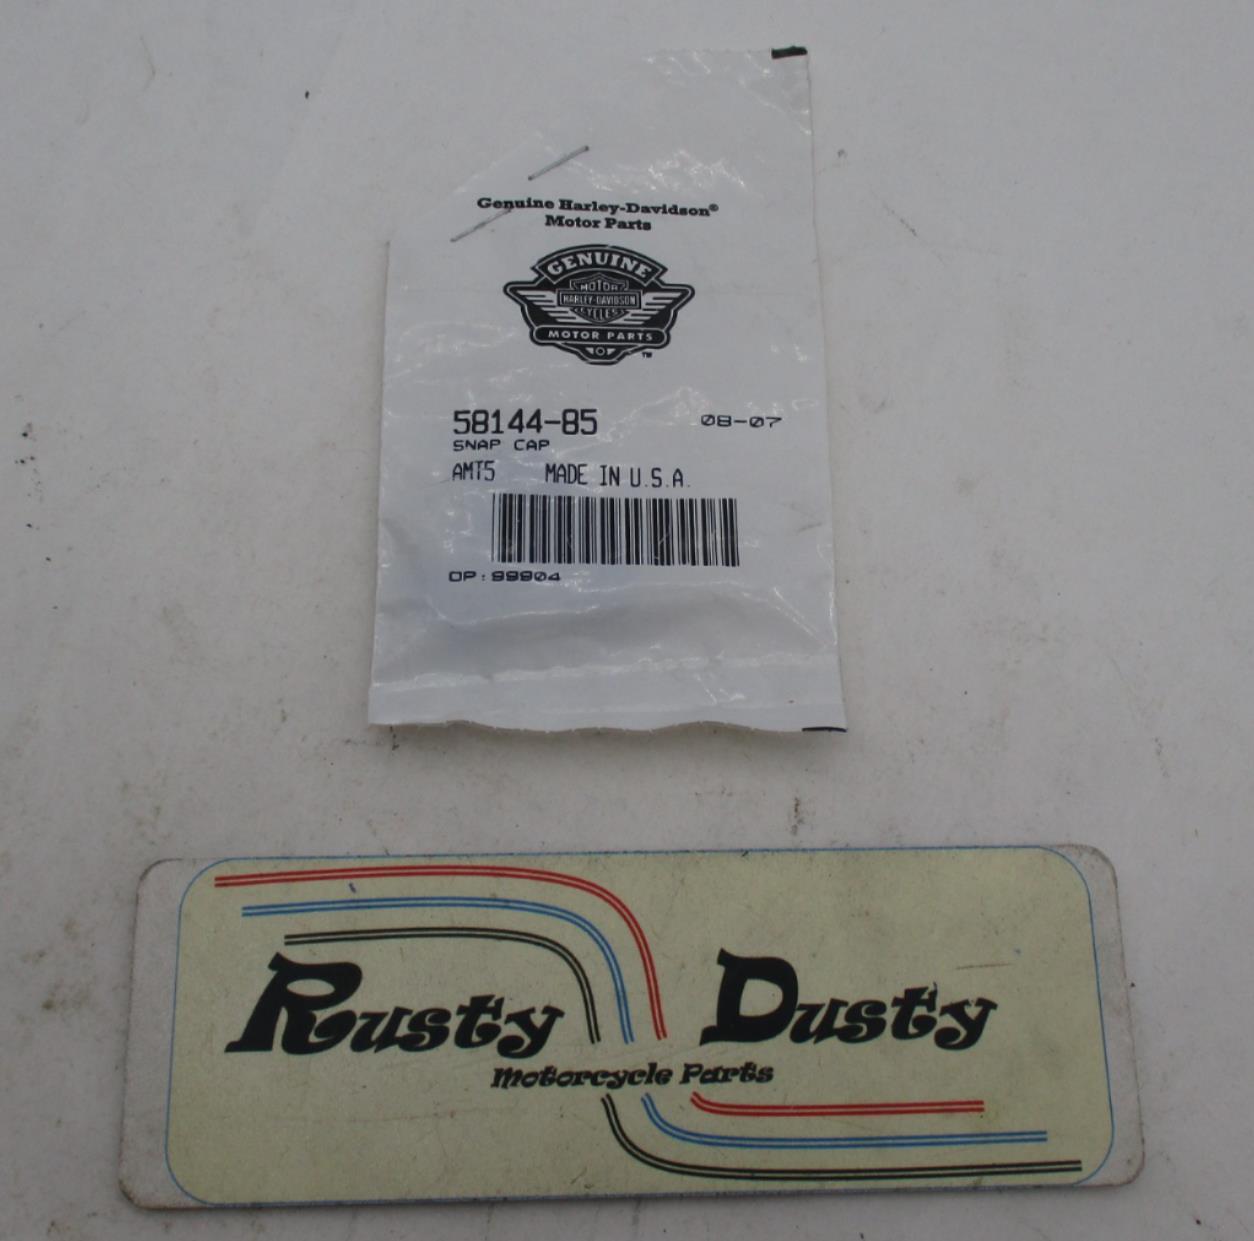 Genuine Harley-Davidson®
Motor Parts
GENUINE
MOTOR
HARLEY-DAVIDSON
CYCLES
MOTOR PARTS
™
58144-85 08-07
SNAP CAP
AMT5 MADE IN U.S.A.
OP:99904
Rusty Dusty
Motorcycle Parts